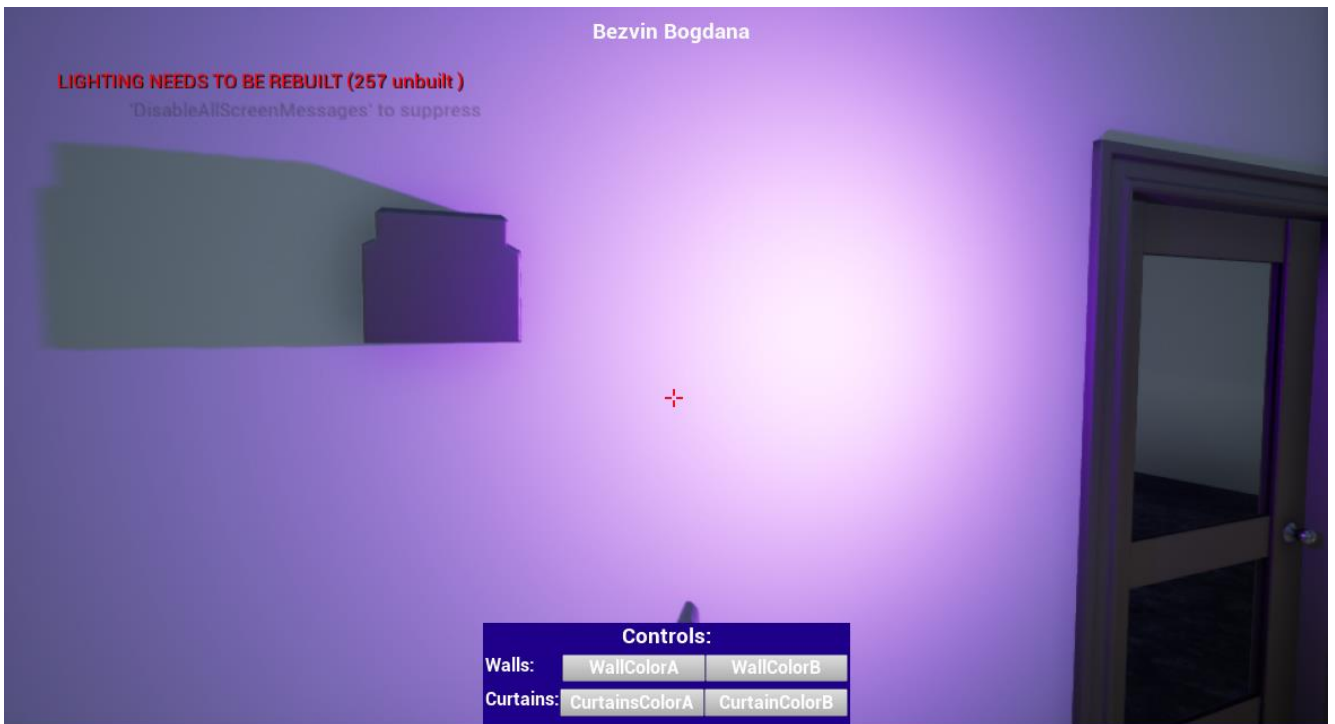 Bezvin Bogdana
LIGHTING NEEDS TO BE REBUILT (257 unbuilt )
'DisableAllScreenMessages' to suppress
Controls:
Walls: WallColorA WallColorB
Curtains: CurtainsColorA CurtainColorB